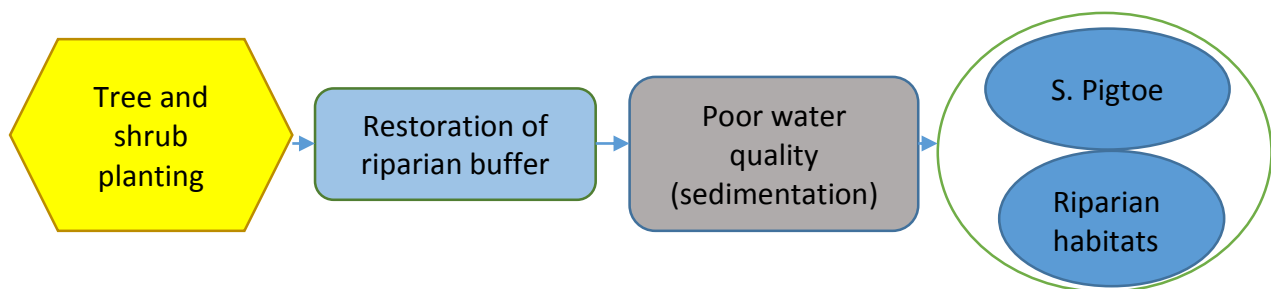 Tree and
shrub
planting
Restoration of
riparian buffer
Poor water
quality
(sedimentation)
S. Pigtoe
Riparian
habitats